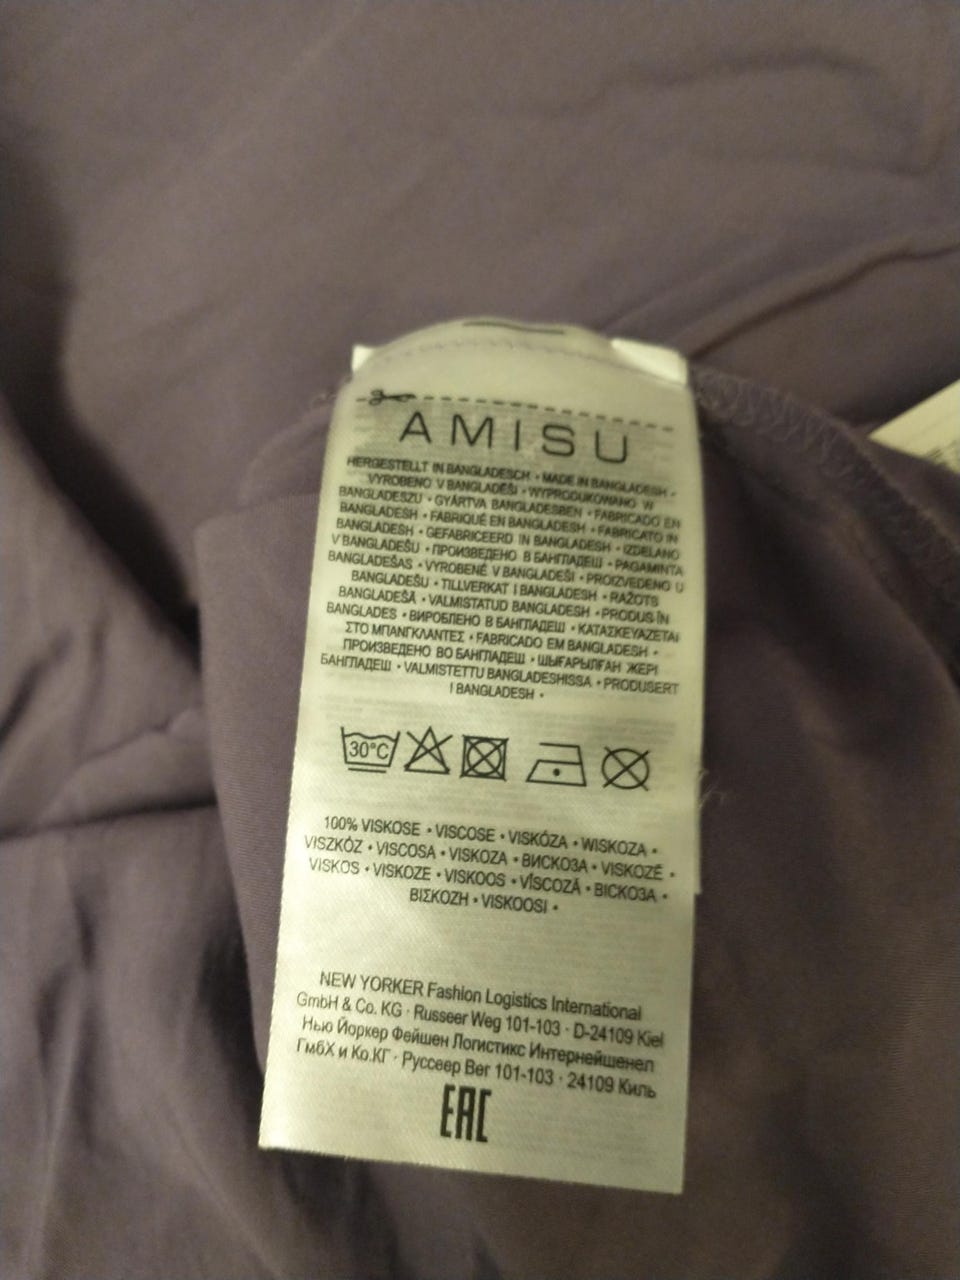 AMISU
HERGESTELLT IN BANGLADESCH • MADE IN BANGLADESH •
VYROBENO V BANGLADÉŠI • WYPRODUKOWANO W
BANGLADESZU • GYÁRTVA BANGLADESBEN • FABRICADO EN
BANGLADESH • FABRIQUÉ EN BANGLADESH • FABRICATO IN
BANGLADESH • GEFABRICEERD IN BANGLADESH • IZDELANO
V BANGLADEŠU • ПРОИЗВЕДЕНО В БАНГЛАДЕШ • PAGAMINTA
BANGLADEŠAS • VYROBENÉ V BANGLADÉŠI • PROIZVEDENO U
BANGLADEŠU • TILLVERKAT I BANGLADESH • RAŽOTS
BANGLADEŠĀ • VALMISTATUD BANGLADESH • PRODUS ÎN
BANGLADES • ВИРОБЛЕНО В БАНГЛАДЕШ • ΚΑΤΑΣΚΕΥΑΖΕΤΑΙ
ΣΤΟ ΜΠΑΝΓΚΛΑΝΤΕΣ • FABRICADO EM BANGLADESH •
ПРОИЗВЕДЕНО ВО БАНГЛАДЕШ • ШЫҒАРЫЛҒАН ЖЕРІ
БАНГЛАДЕШ • VALMISTETTU BANGLADESHISSA • PRODUSERT
I BANGLADESH •
30°C
100% VISKOSE • VISCOSE • VISKÓZA • WISKOZA •
VISZKÓZ • VISCOSA • VISKOZA • ВИСКОЗА • VISKOZĖ •
VISKOS • VISKOZE • VISKOOS • VÎSCOZĂ • ВІСКОЗА •
ΒΙΣΚΟΖΗ • VISKOOSI •
NEW YORKER Fashion Logistics International
GmbH & Co. KG · Russeer Weg 101-103 · D-24109 Kiel
Нью Йоркер Фейшен Логистикс Интернейшенел
ГмбХ и Ко.КГ · Руссеер Вег 101-103 · 24109 Киль
EAC